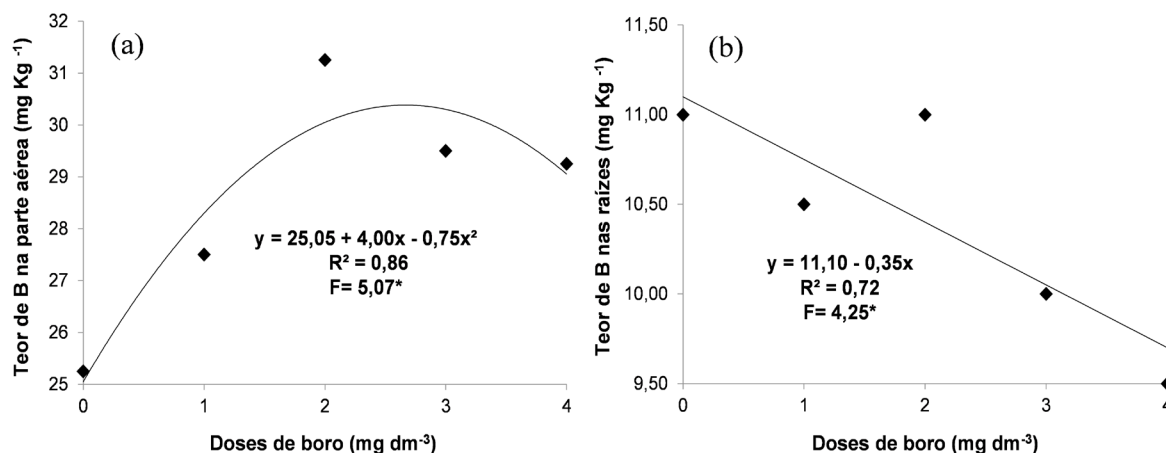 (a)
Teor de B na parte aérea (mg Kg ⁻¹)
32
31
30
29
28
27
26
25
y = 25,05 + 4,00x - 0,75x²
R² = 0,86
F= 5,07*
0 1 2 3 4
Doses de boro (mg dm⁻³)
(b)
Teor de B nas raízes (mg Kg ⁻¹)
11,50
11,00
10,50
10,00
9,50
y = 11,10 - 0,35x
R² = 0,72
F= 4,25*
0 1 2 3 4
Doses de boro (mg dm⁻³)